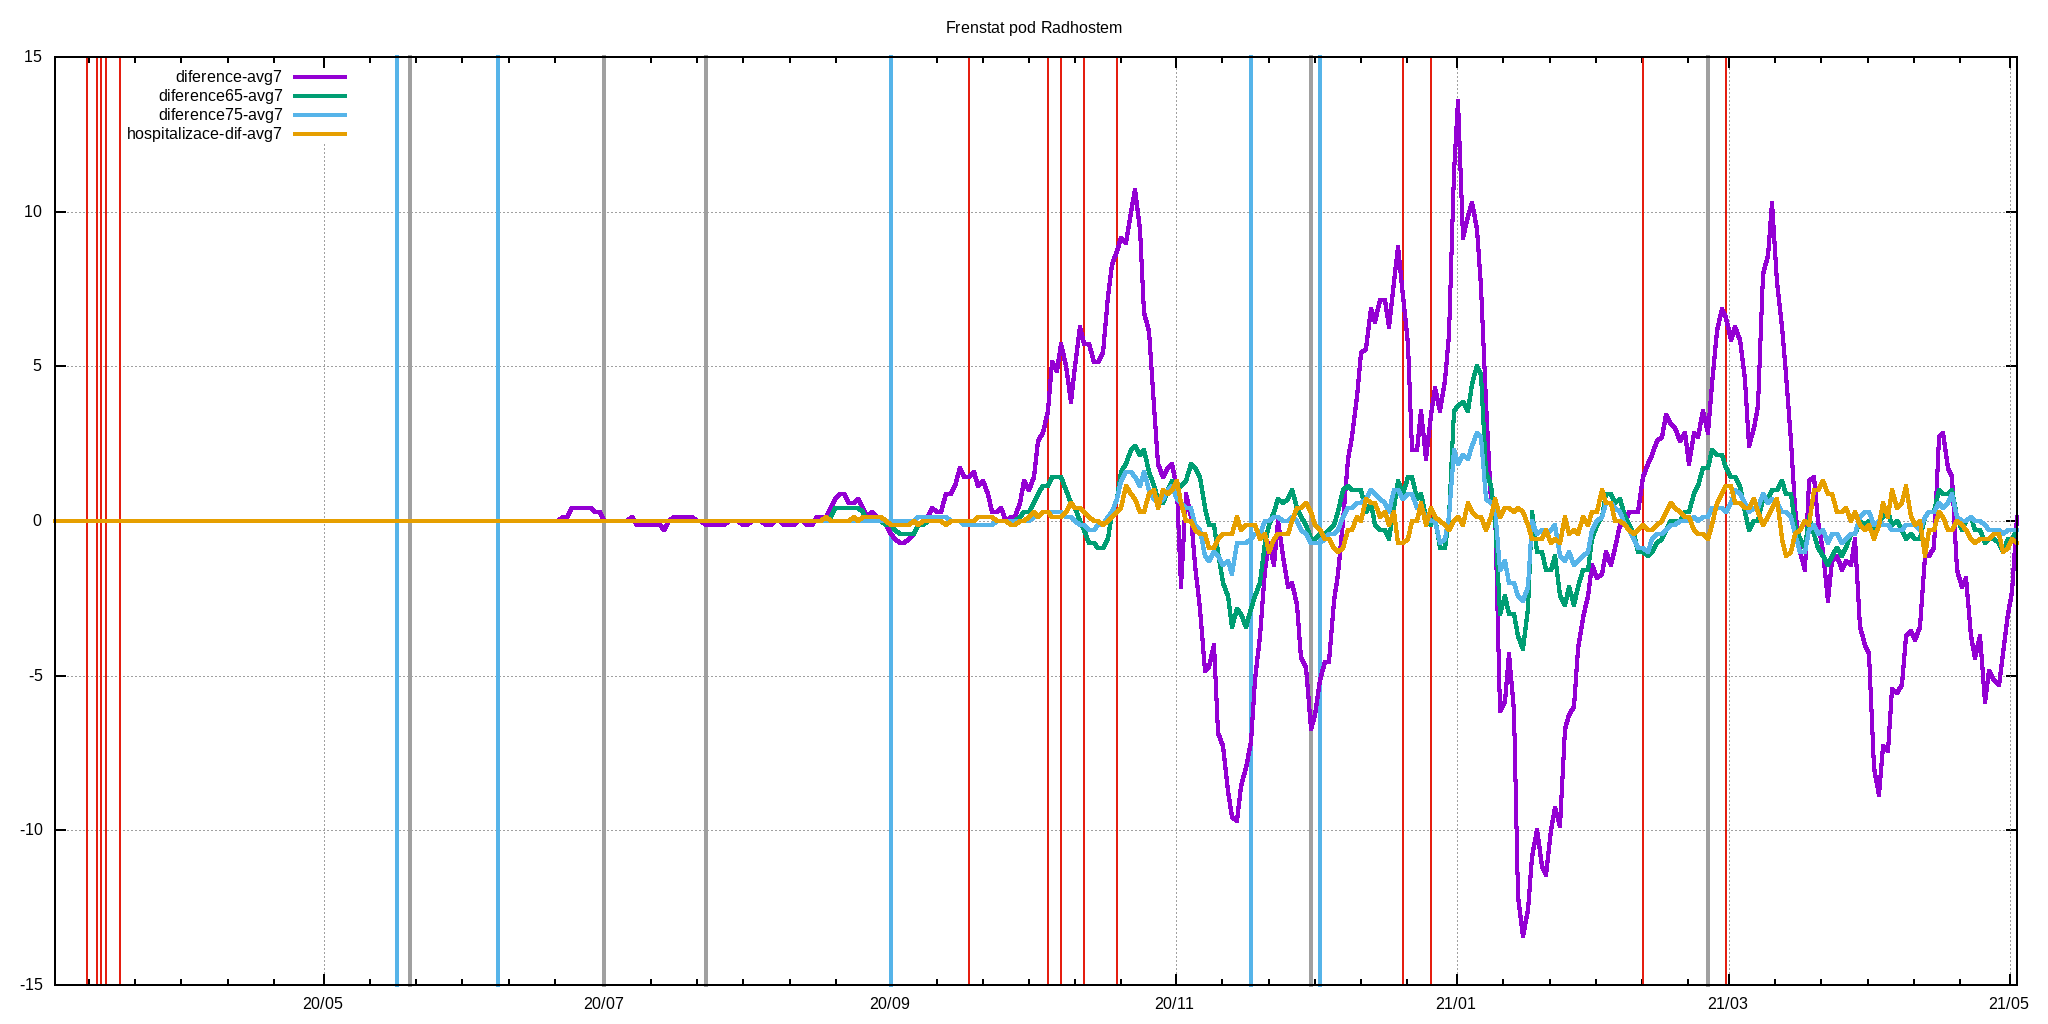 Frenstat pod Radhostem
15
10
5
0
-5
-10
-15
diference-avg7
diference65-avg7
diference75-avg7
hospitalizace-dif-avg7
20/05
20/07
20/09
20/11
21/01
21/03
21/05